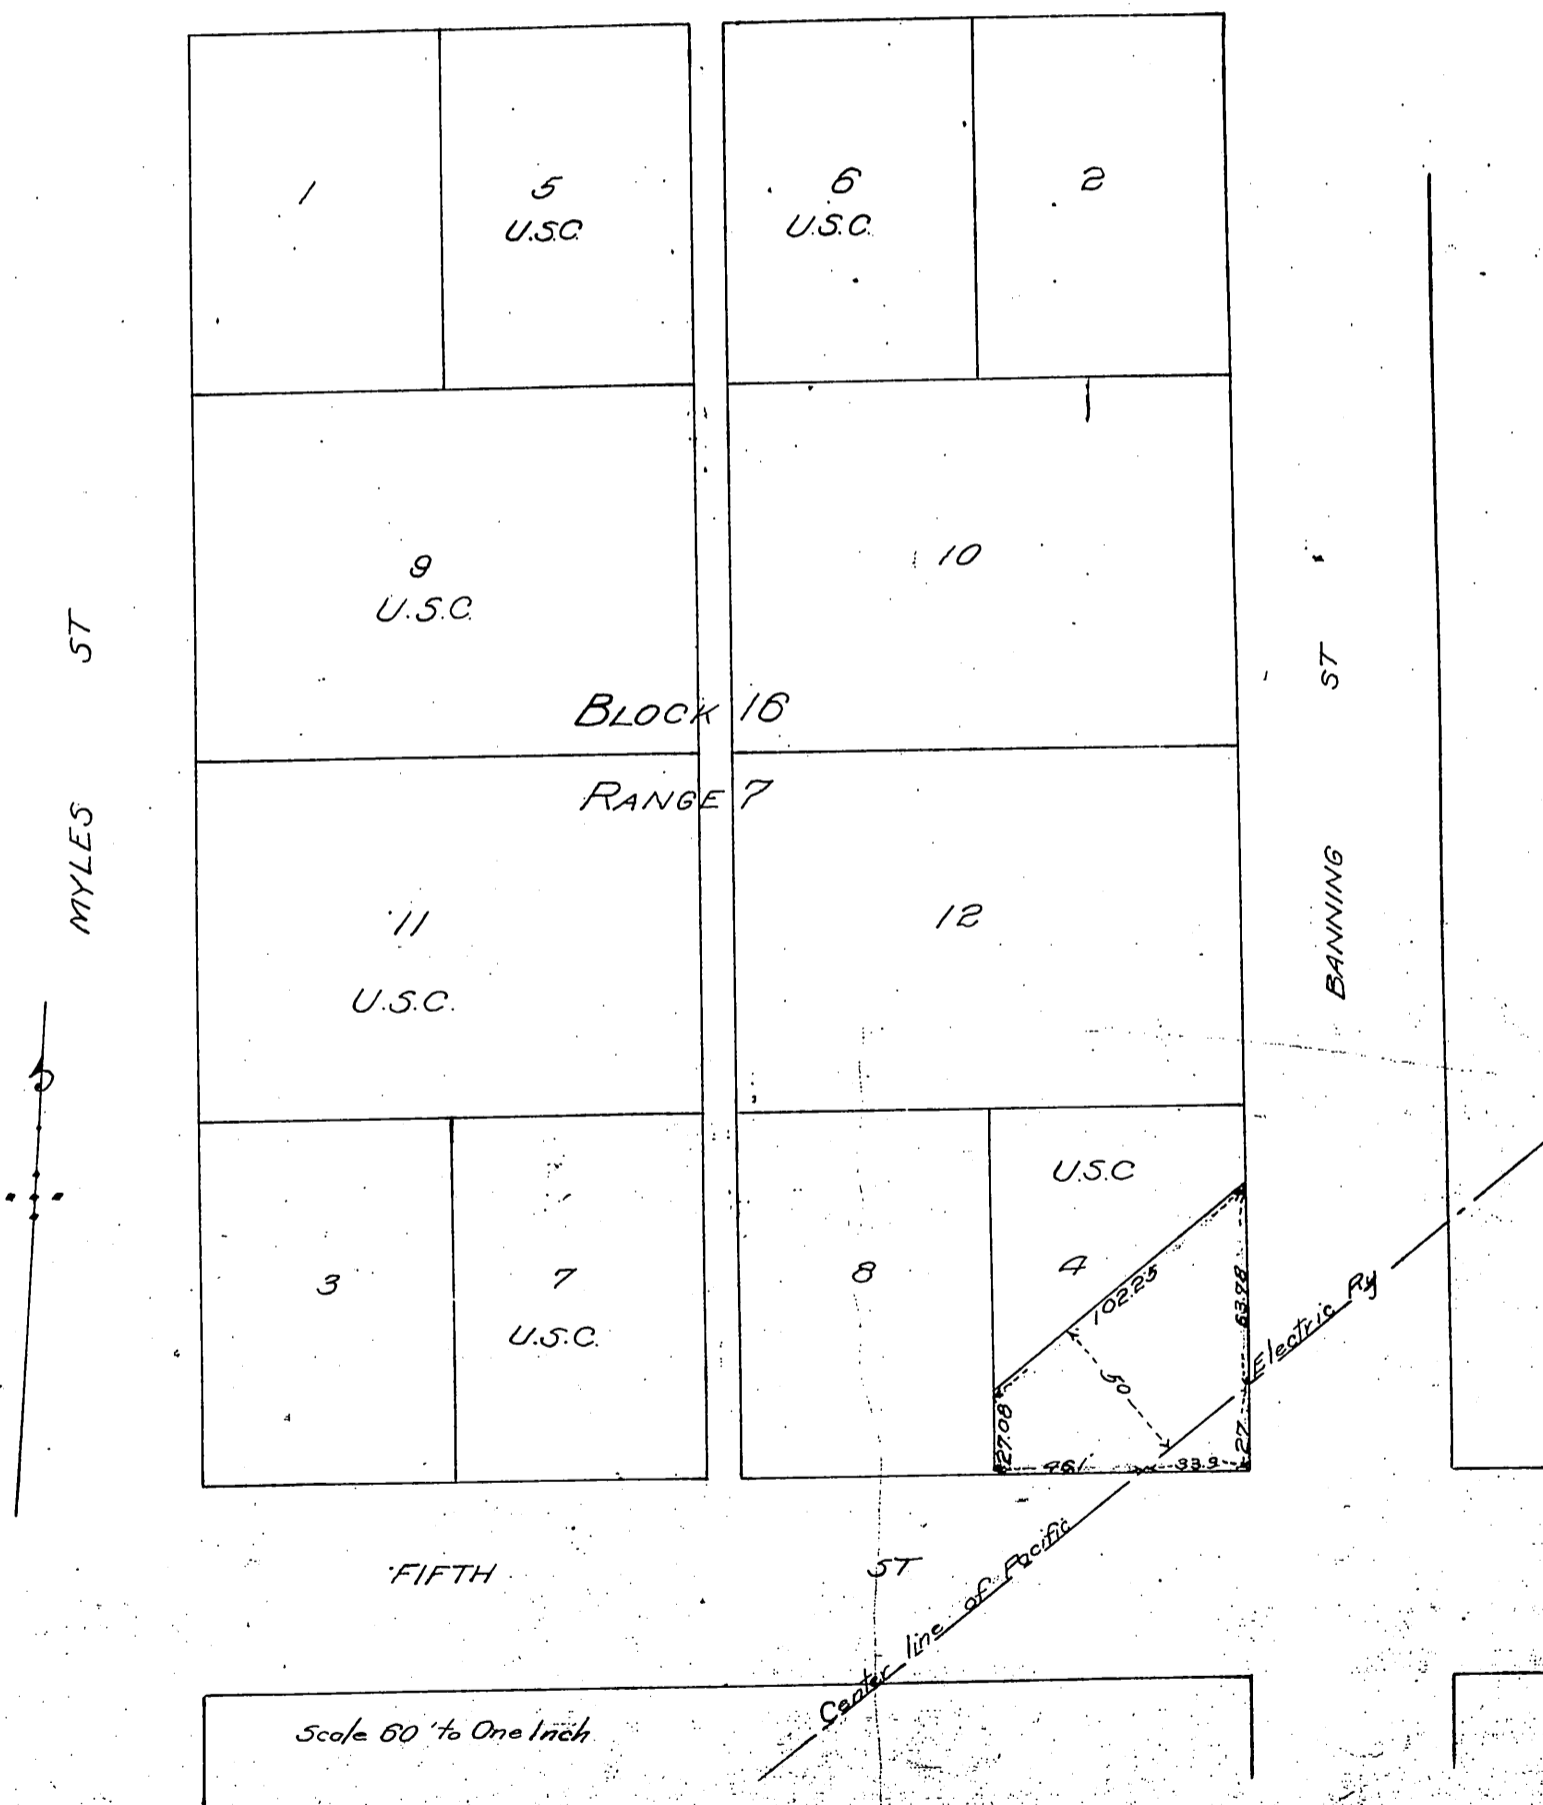 1
5
U.S.C.
6
U.S.C.
2
9
U.S.C.
10
BLOCK 16
RANGE 7
MYLES ST
BANNING ST
11
U.S.C.
12
3
7
U.S.C.
8
U.S.C
4
102.25
63.98
50
27.08
27
33.9
FIFTH ST
Center line of Pacific Electric Ry
Scale 60' to One Inch